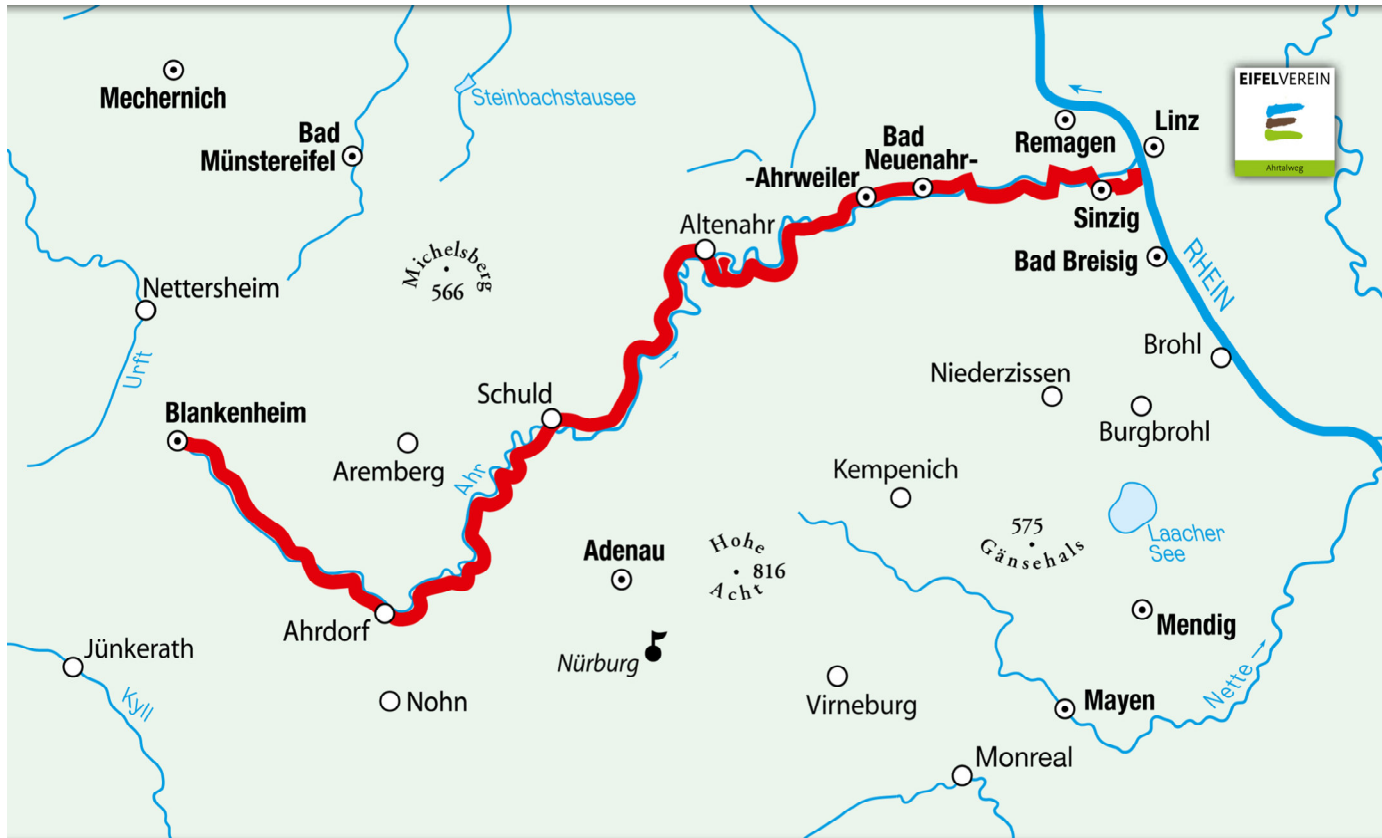 Mechernich
Bad
Münstereifel
Steinbachstausee
EIFELVEREIN
Ahrtalweg
Linz
Remagen
Bad
Neuenahr-
-Ahrweiler
Sinzig
Altenahr
Bad Breisig
RHEIN
Michelsberg
566
Nettersheim
Urft
Brohl
Niederzissen
Burgbrohl
Schuld
Blankenheim
Aremberg
Ahr
Kempenich
575
Gänsehals
Laacher
See
Adenau
Hohe
816
Acht
Mendig
Ahrdorf
Jünkerath
Nürburg
Kyll
Nohn
Virneburg
Mayen
Nette
Monreal